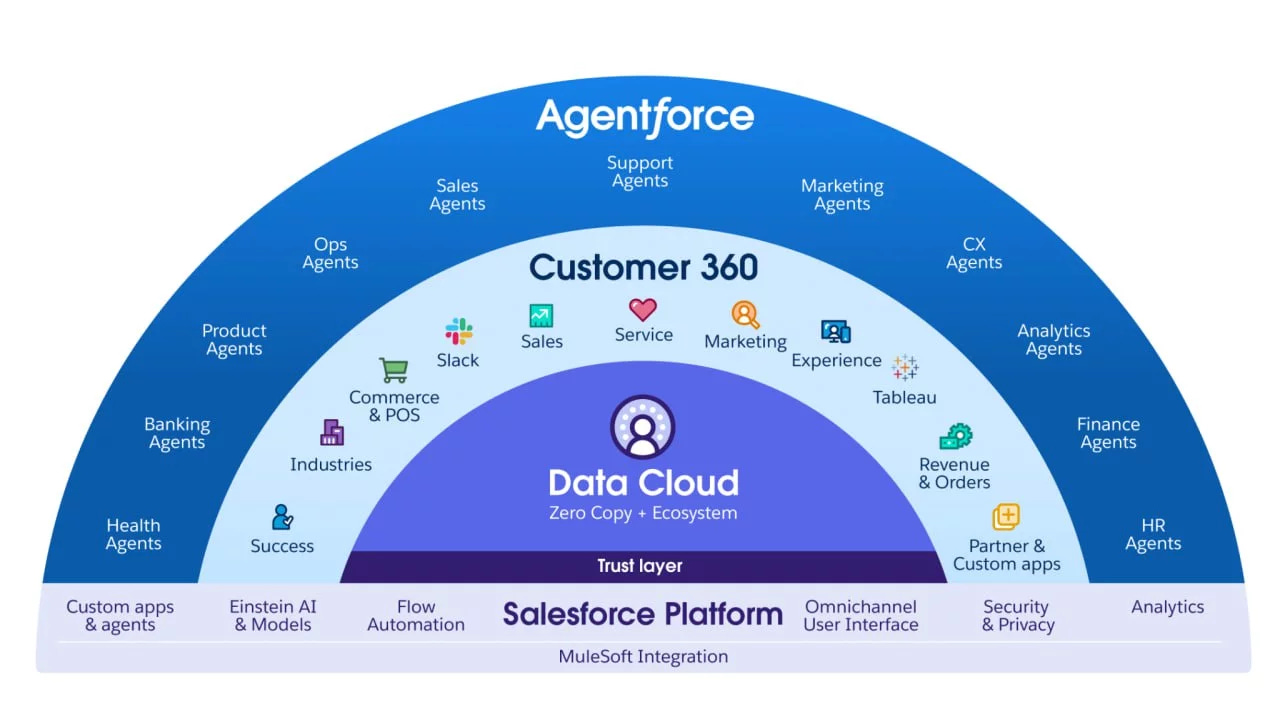 Agentforce
Support
Agents
Sales
Agents
Marketing
Agents
Ops
Agents
CX
Agents
Product
Agents
Analytics
Agents
Banking
Agents
Finance
Agents
Health
Agents
HR
Agents
Customer 360
Service
Sales
Marketing
Slack
Experience
Commerce
& POS
Tableau
Industries
Revenue
& Orders
Success
Partner &
Custom apps
Data Cloud
Zero Copy + Ecosystem
Trust layer
Custom apps
& agents
Einstein AI
& Models
Flow
Automation
Salesforce Platform
Omnichannel
User Interface
Security
& Privacy
Analytics
MuleSoft Integration